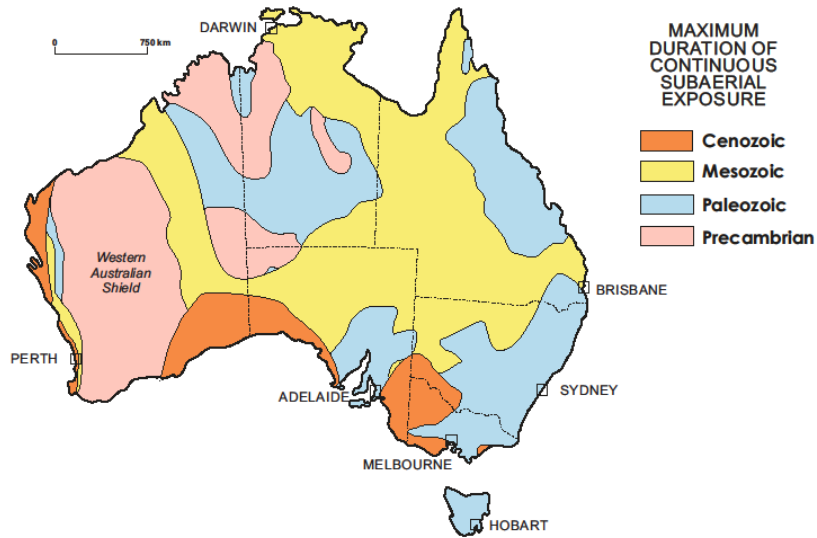 DARWIN
0 750 km
MAXIMUM
DURATION OF
CONTINUOUS
SUBAERIAL
EXPOSURE
Cenozoic
Mesozoic
Paleozoic
Precambrian
Western
Australian
Shield
BRISBANE
PERTH
ADELAIDE
SYDNEY
MELBOURNE
HOBART